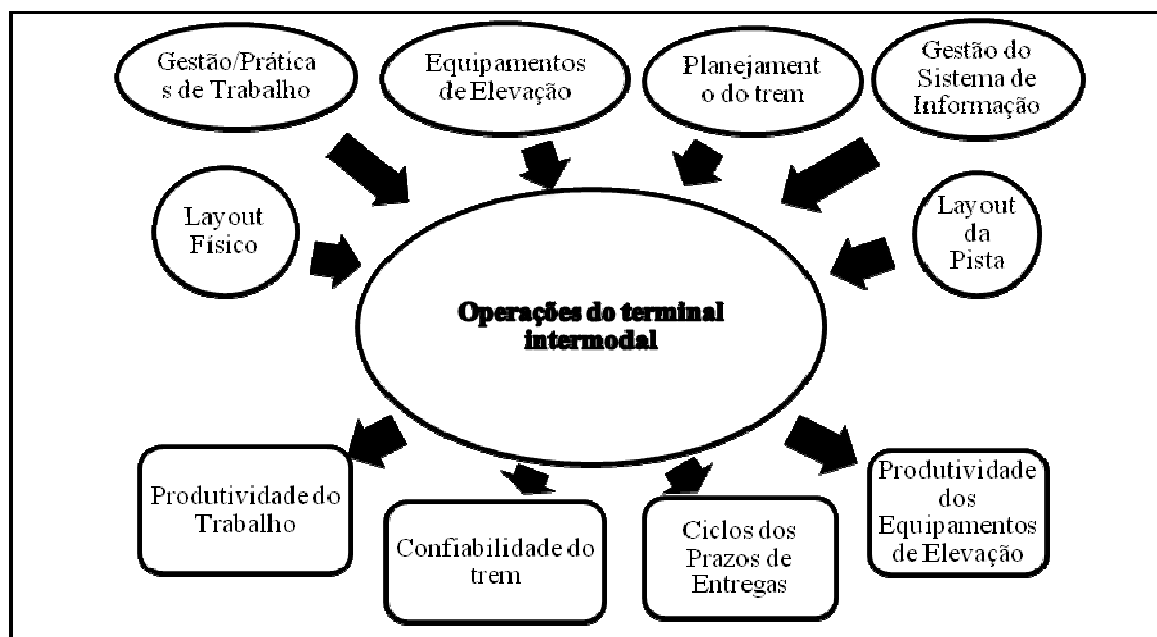 Gestão/Prática
s de Trabalho
Equipamentos
de Elevação
Planejament
o do trem
Gestão do
Sistema de
Informação
Layout
Físico
Layout
da
Pista
Operações do terminal
intermodal
Produtividade do
Trabalho
Confiabilidade do
trem
Ciclos dos
Prazos de
Entregas
Produtividade
dos
Equipamentos
de Elevação